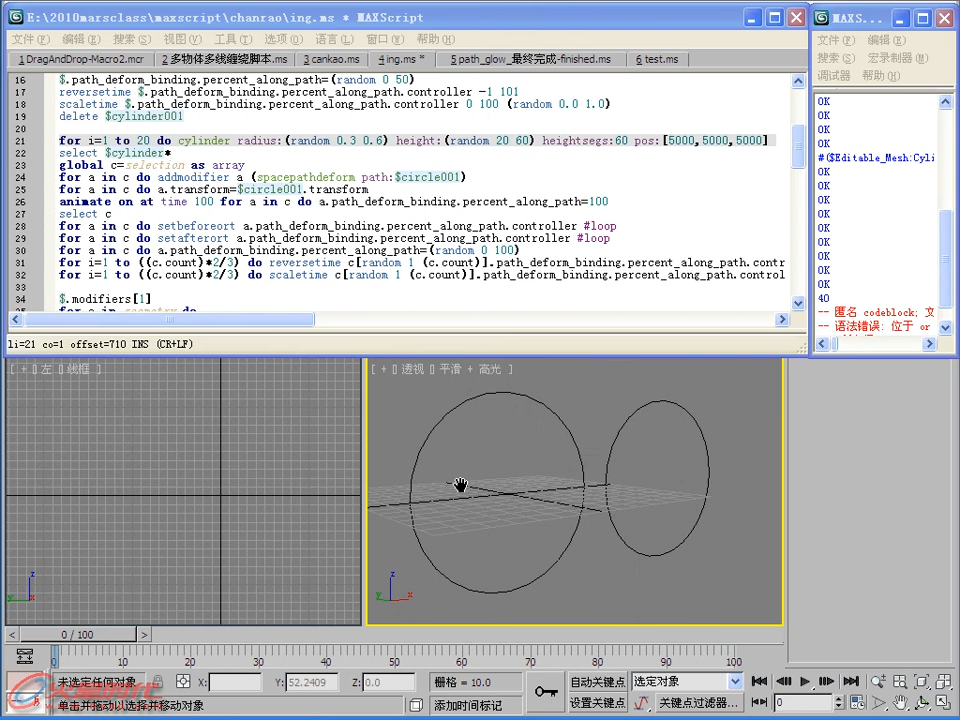 E:\2010marsclass\maxscript\chanrao\ing.ms * MAXScript
文件(F) 编辑(E) 搜索(S) 视图(V) 工具(T) 选项(O) 语言(L) 窗口(W) 帮助(H)
1 DragAndDrop-Macro2.mcr 2 多物体多线缠绕脚本.ms 3 cankao.ms 4 ing.ms * 5 path_glow_最终完成-finished.ms 6 test.ms
16 $.path_deform_binding.percent_along_path=(random 0 50)
17 reversetime $.path_deform_binding.percent_along_path.controller -1 101
18 scaletime $.path_deform_binding.percent_along_path.controller 0 100 (random 0.0 1.0)
19 delete $cylinder001
20
21 for i=1 to 20 do cylinder radius:(random 0.3 0.6) height:(random 20 60) heightsegs:60 pos:[5000,5000,5000]
22 select $cylinder*
23 global c=selection as array
24 for a in c do addmodifier a (spacepathdeform path:$circle001)
25 for a in c do a.transform=$circle001.transform
26 animate on at time 100 for a in c do a.path_deform_binding.percent_along_path=100
27 select c
28 for a in c do setbeforeort a.path_deform_binding.percent_along_path.controller #loop
29 for a in c do setafterort a.path_deform_binding.percent_along_path.controller #loop
30 for a in c do a.path_deform_binding.percent_along_path=(random 0 100)
31 for i=1 to ((c.count)*2/3) do reversetime c[random 1 (c.count)].path_deform_binding.percent_along_path.contr
32 for i=1 to ((c.count)*2/3) do scaletime c[random 1 (c.count)].path_deform_binding.percent_along_path.control
33
34 $.modifiers[1]
li=21 co=1 offset=710 INS (CR+LF)
MAXS...
文件(F) 编辑(E)
搜索(S) 宏录制器(M)
调试器 帮助(H)
OK
OK
OK
OK
#($Editable_Mesh:Cyli
OK
OK
OK
OK
OK
OK
OK
OK
OK
40
-- 匿名 codeblock; 文
-- 语法错误: 位于 or
[ + [] 左 [] 线框 ]
[ + [] 透视 [] 平滑 + 高光 ]
z
y
x
z
y
x
< 0 / 100 >
0 10 20 30 40 50 60 70 80 90 100
未选定任何对象 X: Y: 52.2409 Z: 0.0 栅格 = 10.0 自动关键点 选定对象
单击并拖动以选择并移动对象 添加时间标记 设置关键点 关键点过滤器... 0